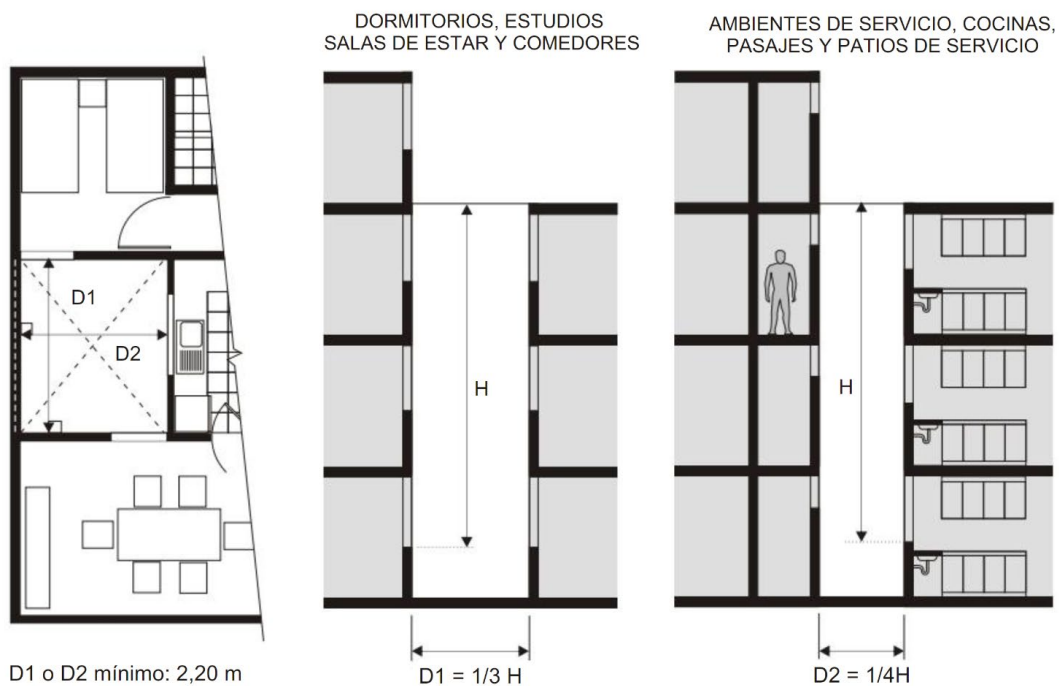 DORMITORIOS, ESTUDIOS
SALAS DE ESTAR Y COMEDORES
AMBIENTES DE SERVICIO, COCINAS,
PASAJES Y PATIOS DE SERVICIO
D1
D2
H
H
D1 o D2 mínimo: 2,20 m
D1 = 1/3 H
D2 = 1/4H